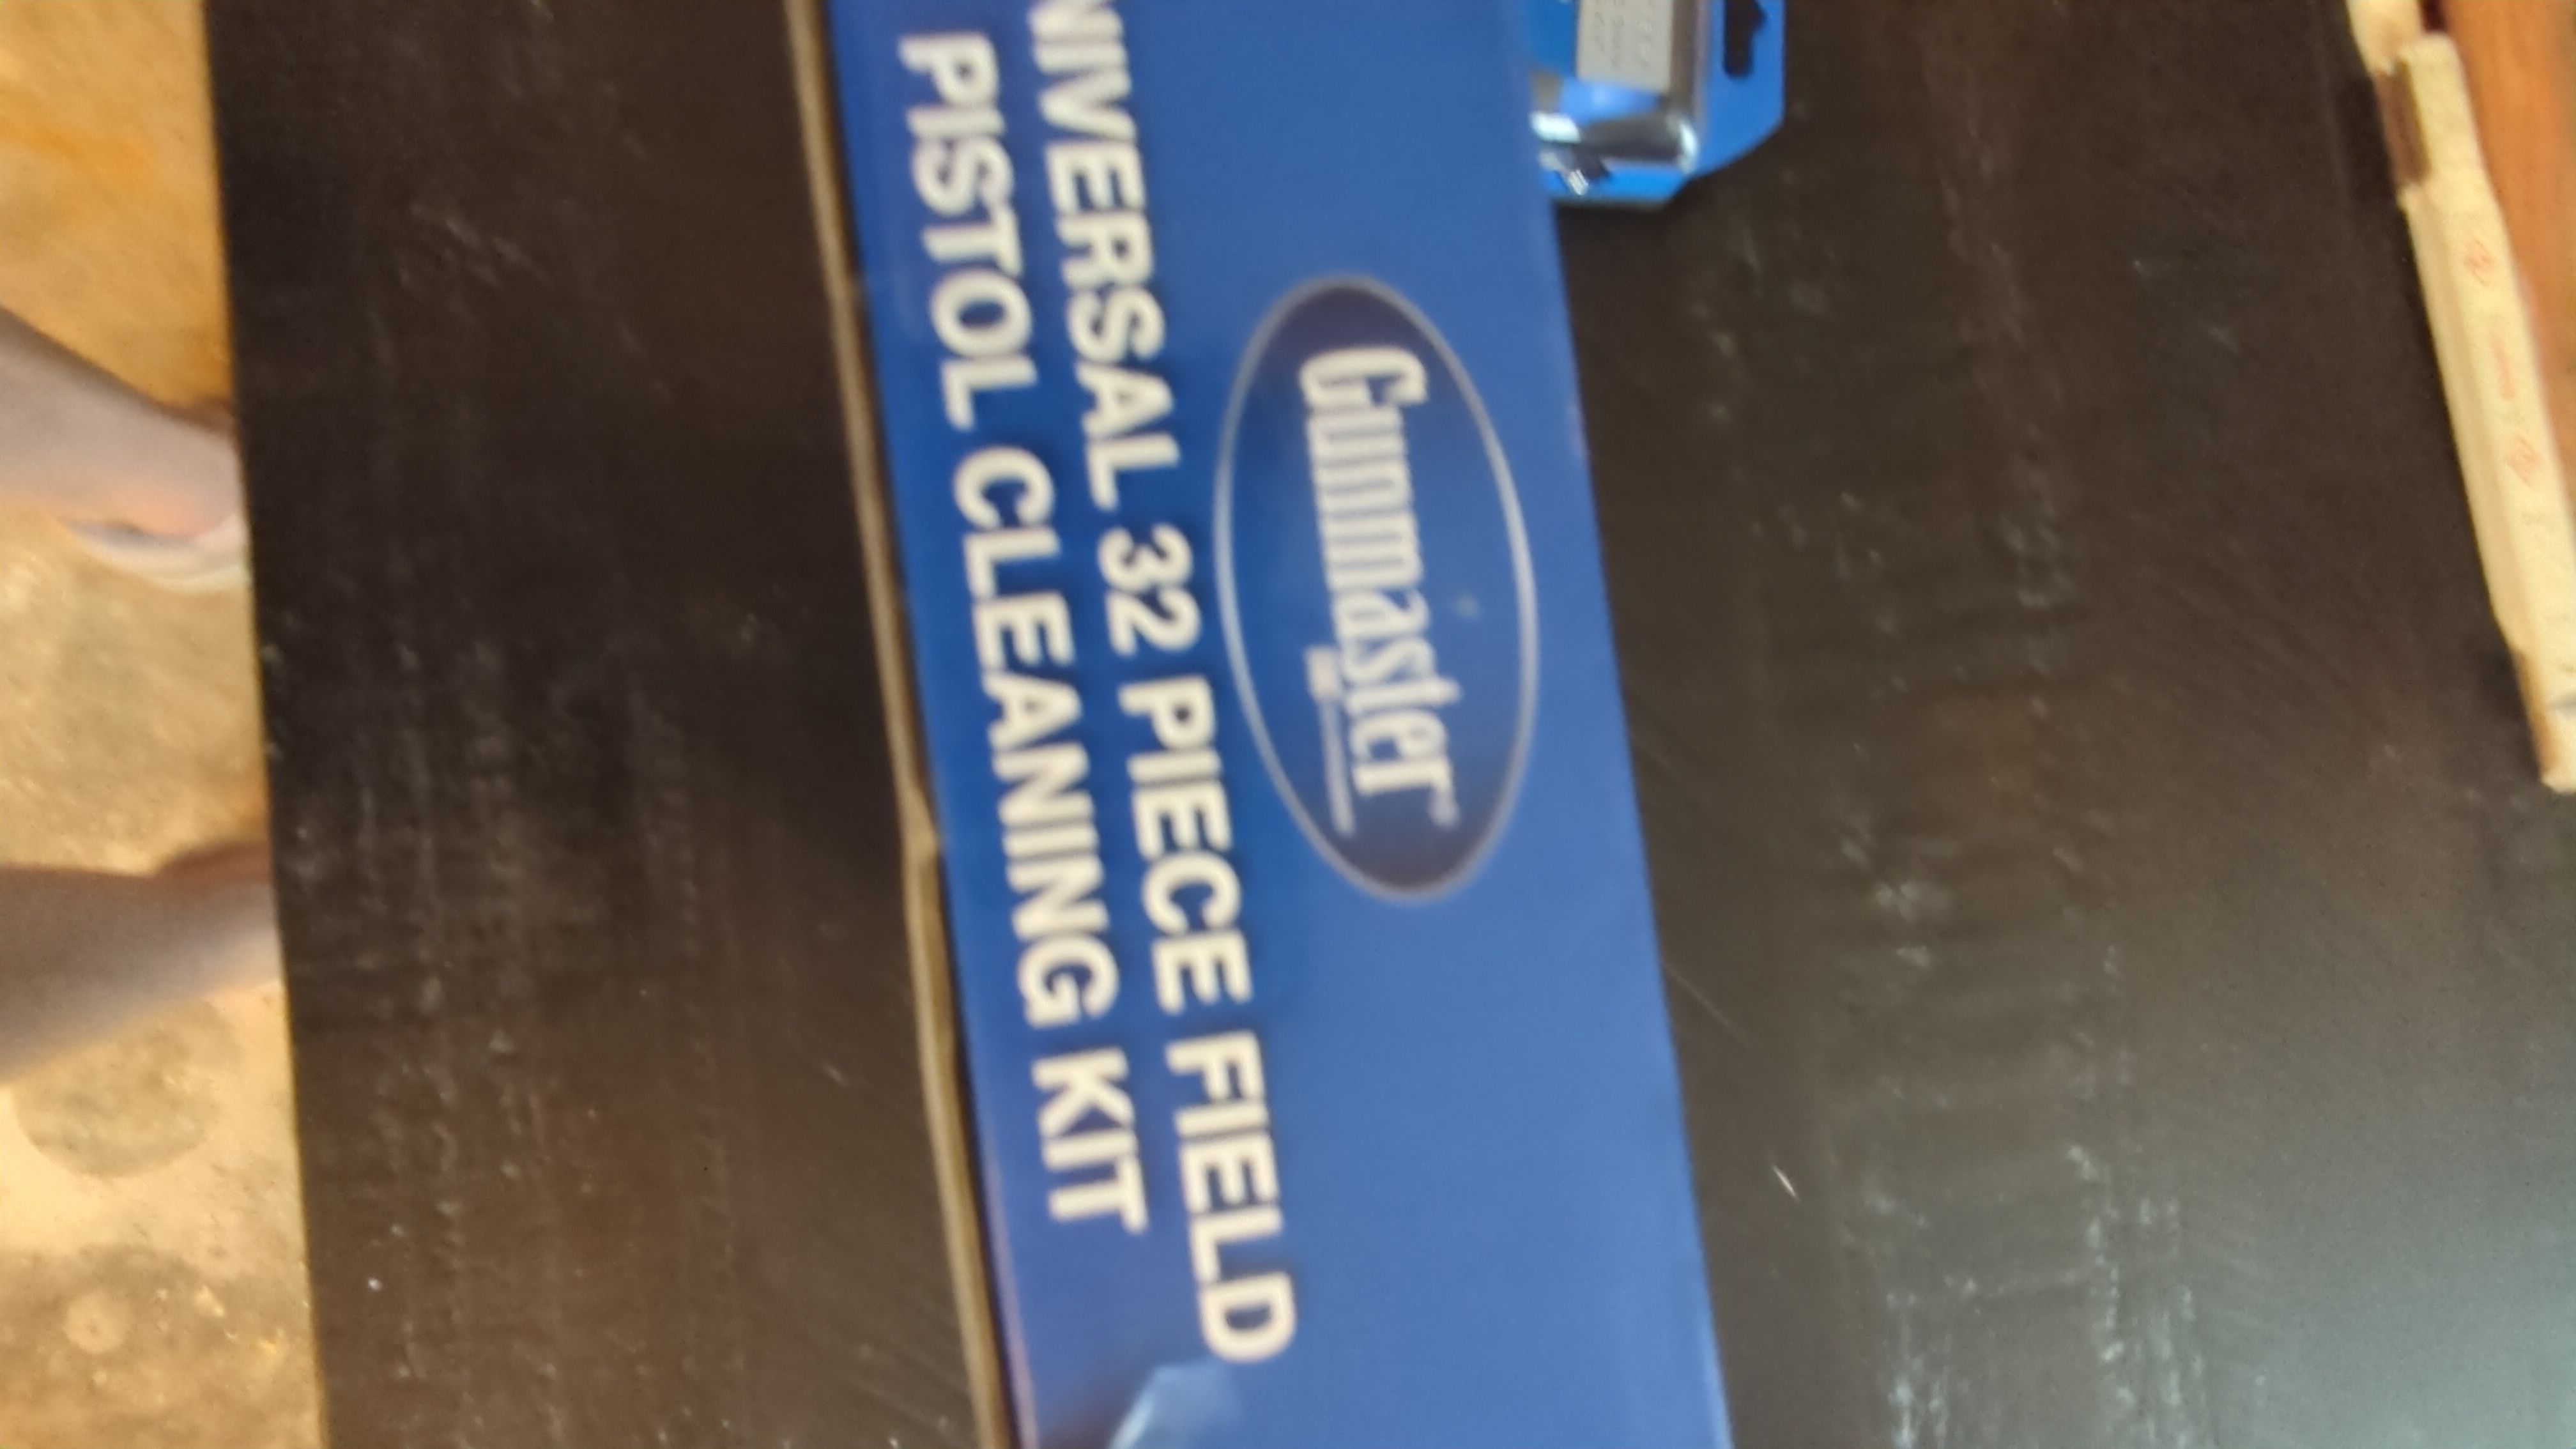 Gunmaster
NIVERSAL 32 PIECE FIELD
PISTOL CLEANING KIT